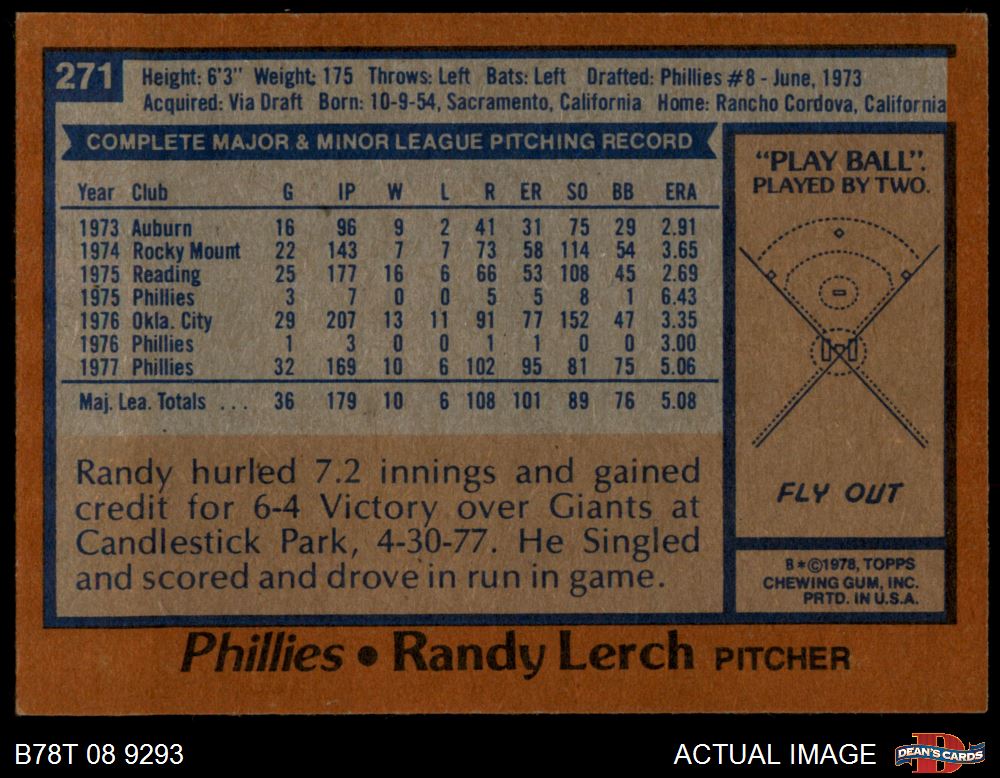 271
Height: 6'3" Weight: 175 Throws: Left Bats: Left Drafted: Phillies #8 - June, 1973
Acquired: Via Draft Born: 10-9-54, Sacramento, California Home: Rancho Cordova, California
COMPLETE MAJOR & MINOR LEAGUE PITCHING RECORD
Year Club G IP W L R ER SO BB ERA
1973 Auburn 16 96 9 2 41 31 75 29 2.91
1974 Rocky Mount 22 143 7 7 73 58 114 54 3.65
1975 Reading 25 177 16 6 66 53 108 45 2.69
1975 Phillies 3 7 0 0 5 5 8 1 6.43
1976 Okla. City 29 207 13 11 91 77 152 47 3.35
1976 Phillies 1 3 0 0 1 1 0 0 3.00
1977 Phillies 32 169 10 6 102 95 81 75 5.06
Maj. Lea. Totals ... 36 179 10 6 108 101 89 76 5.08
Randy hurled 7.2 innings and gained
credit for 6-4 Victory over Giants at
Candlestick Park, 4-30-77. He Singled
and scored and drove in run in game.
"PLAY BALL".
PLAYED BY TWO.
FLY OUT
B*©1978, TOPPS
CHEWING GUM, INC.
PRTD. IN U.S.A.
Phillies • Randy Lerch PITCHER
B78T 08 9293
ACTUAL IMAGE
DEAN'S CARDS